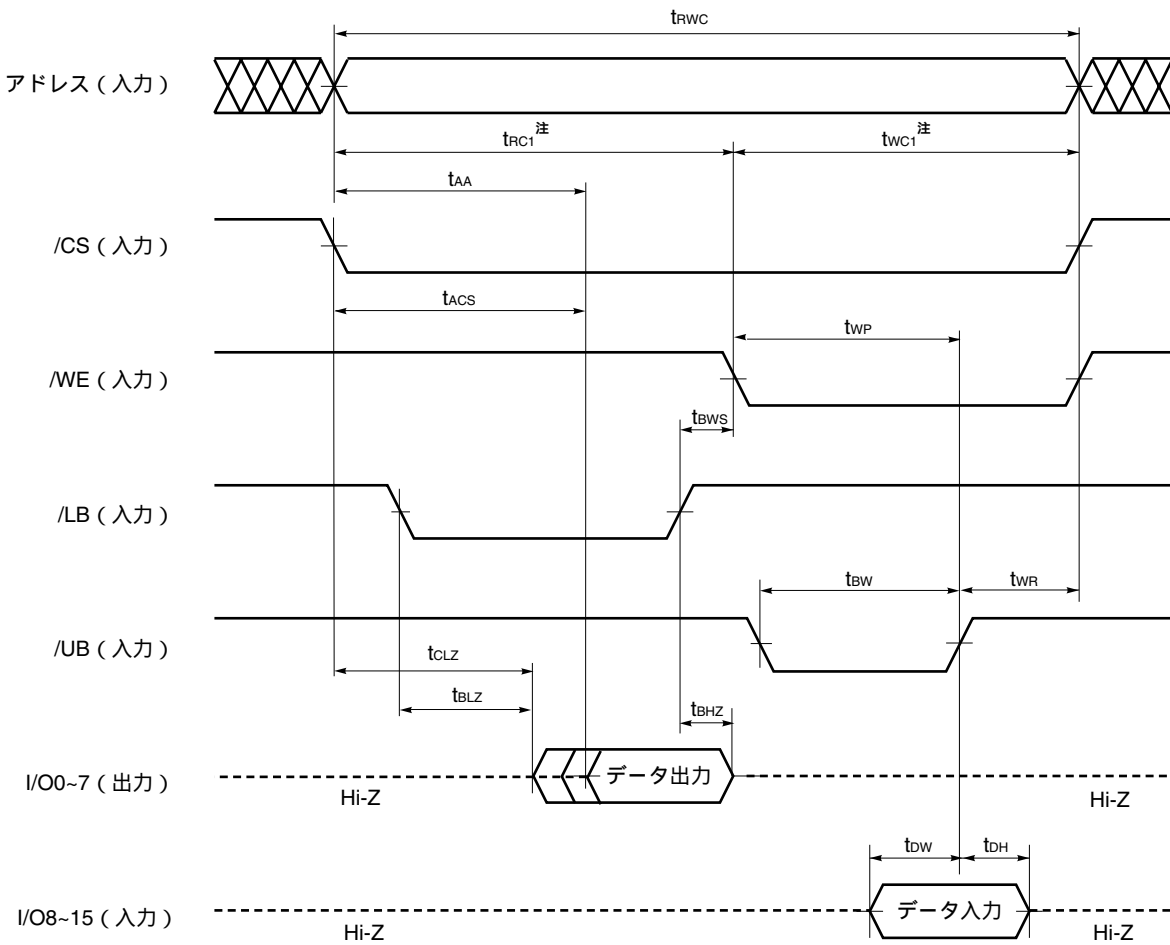 tRWC
アドレス（入力）
tRC1注 tWC1注
tAA
/CS（入力）
tACS
tWP
/WE（入力）
tBWS
/LB（入力）
tBW tWR
/UB（入力）
tCLZ
tBLZ tBHZ
I/O0~7（出力） データ出力
Hi-Z Hi-Z
tDW tDH
I/O8~15（入力） データ入力
Hi-Z Hi-Z